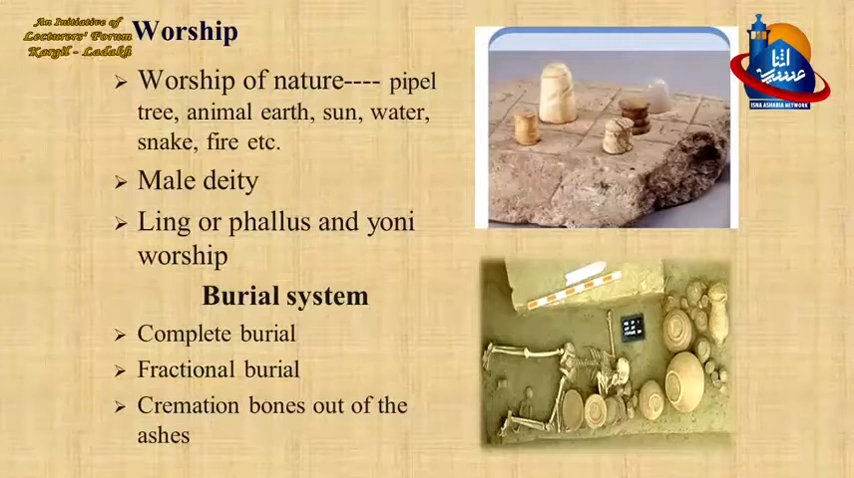 An Initiative of
Lecturers' Forum
Kargil - Ladakh
Worship
Worship of nature---- pipel
tree, animal earth, sun, water,
snake, fire etc.
Male deity
Ling or phallus and yoni
worship
Burial system
Complete burial
Fractional burial
Cremation bones out of the
ashes
اثنا
عشریہ
ISNA ASHARIA NETWORK